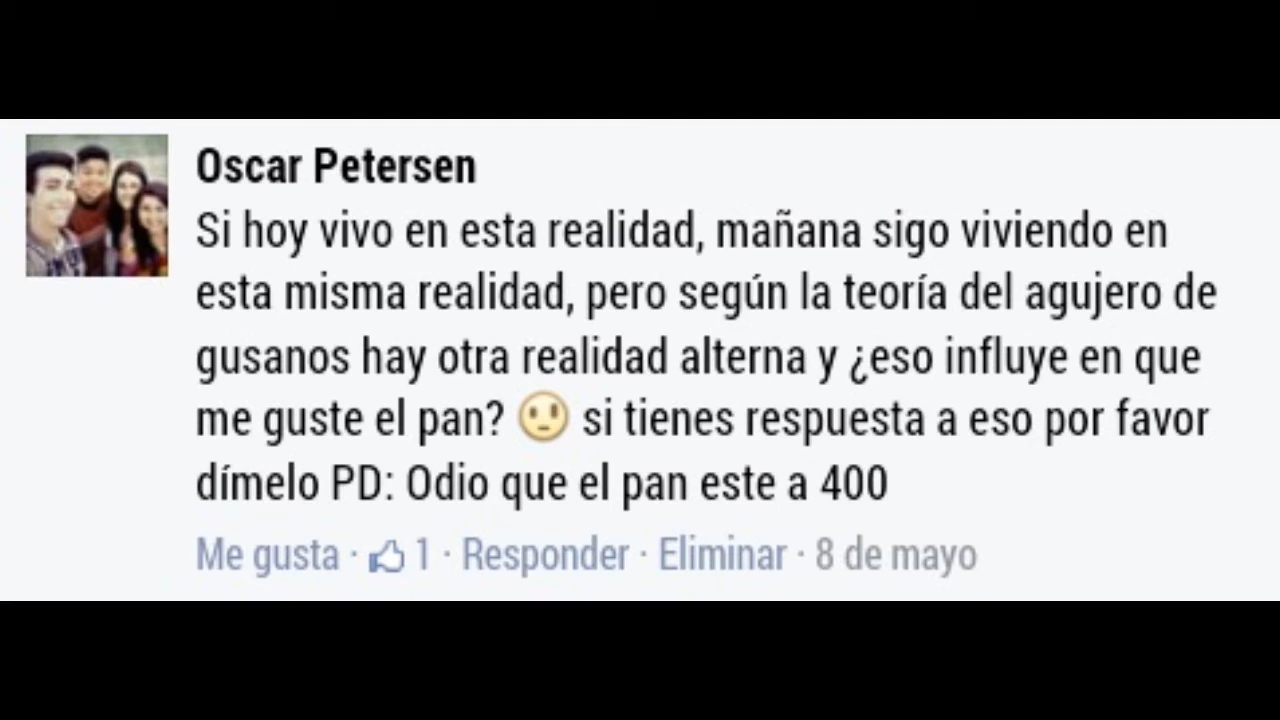 Oscar Petersen
Si hoy vivo en esta realidad, mañana sigo viviendo en
esta misma realidad, pero según la teoría del agujero de
gusanos hay otra realidad alterna y ¿eso influye en que
me guste el pan? 😐 si tienes respuesta a eso por favor
dímelo PD: Odio que el pan este a 400
Me gusta · 👍 1 · Responder · Eliminar · 8 de mayo